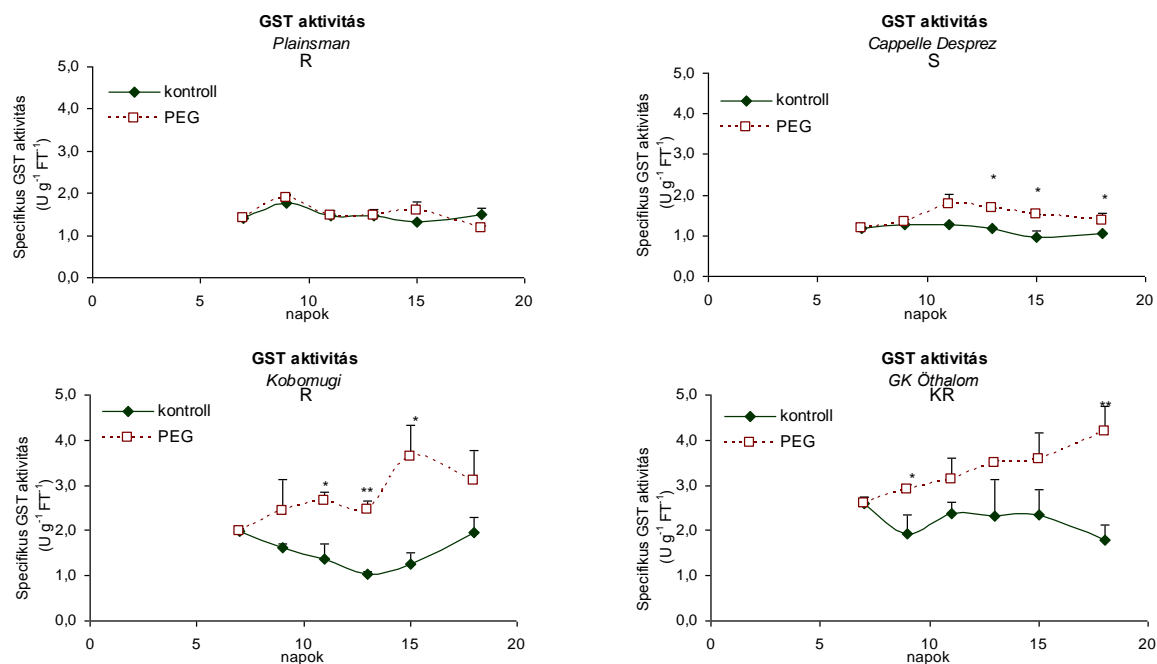 GST aktivitás
Plainsman
R
5,0
4,0
3,0
2,0
1,0
0,0
Specifikus GST aktivitás
(U g-1 FT-1)
kontroll
PEG
0
5
10
15
20
napok
GST aktivitás
Cappelle Desprez
S
5,0
4,0
3,0
2,0
1,0
0,0
Specifikus GST aktivitás
(U g-1 FT-1)
kontroll
PEG
*
*
*
0
5
10
15
20
napok
GST aktivitás
Kobomugi
R
5,0
4,0
3,0
2,0
1,0
0,0
Specifikus GST aktivitás
(U g-1 FT-1)
kontroll
PEG
*
**
*
0
5
10
15
20
napok
GST aktivitás
GK Öthalom
KR
5,0
4,0
3,0
2,0
1,0
0,0
Specifikus GST aktivitás
(U g-1 FT-1)
kontroll
PEG
*
**
0
5
10
15
20
napok